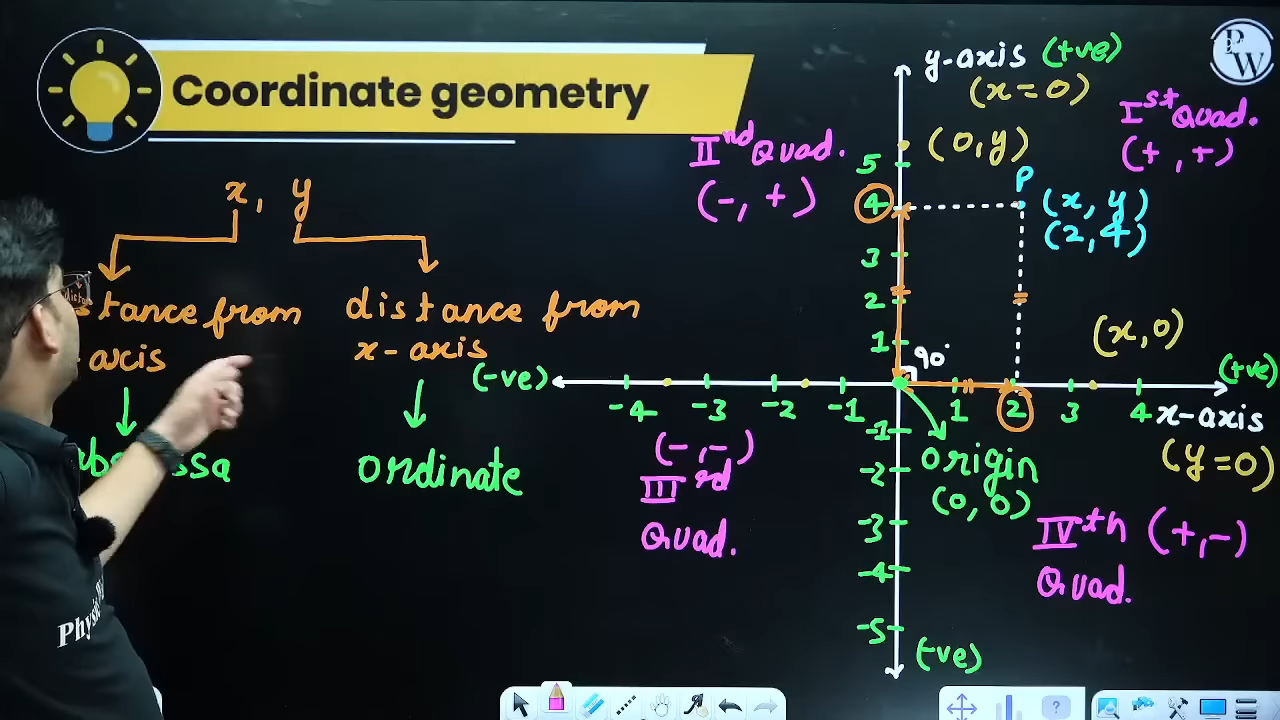 Coordinate geometry
x, y
stance from
axis
distance from
x-axis
ordinate
y-axis (+ve)
(x=0)
(0,y)
IInd Quad.
(-, +)
Ist Quad.
(+, +)
P
(x, y)
(2, 4)
5
4
3
2
1
90°
(x,0)
(-ve)
(+ve)
-4 -3 -2 -1 1 2 3 4 x-axis
(y=0)
-1
-2
-3
-4
-5
origin
(0, 0)
(-,-)
IIIrd
Quad.
IVth (+,-)
Quad.
(-ve)
PW